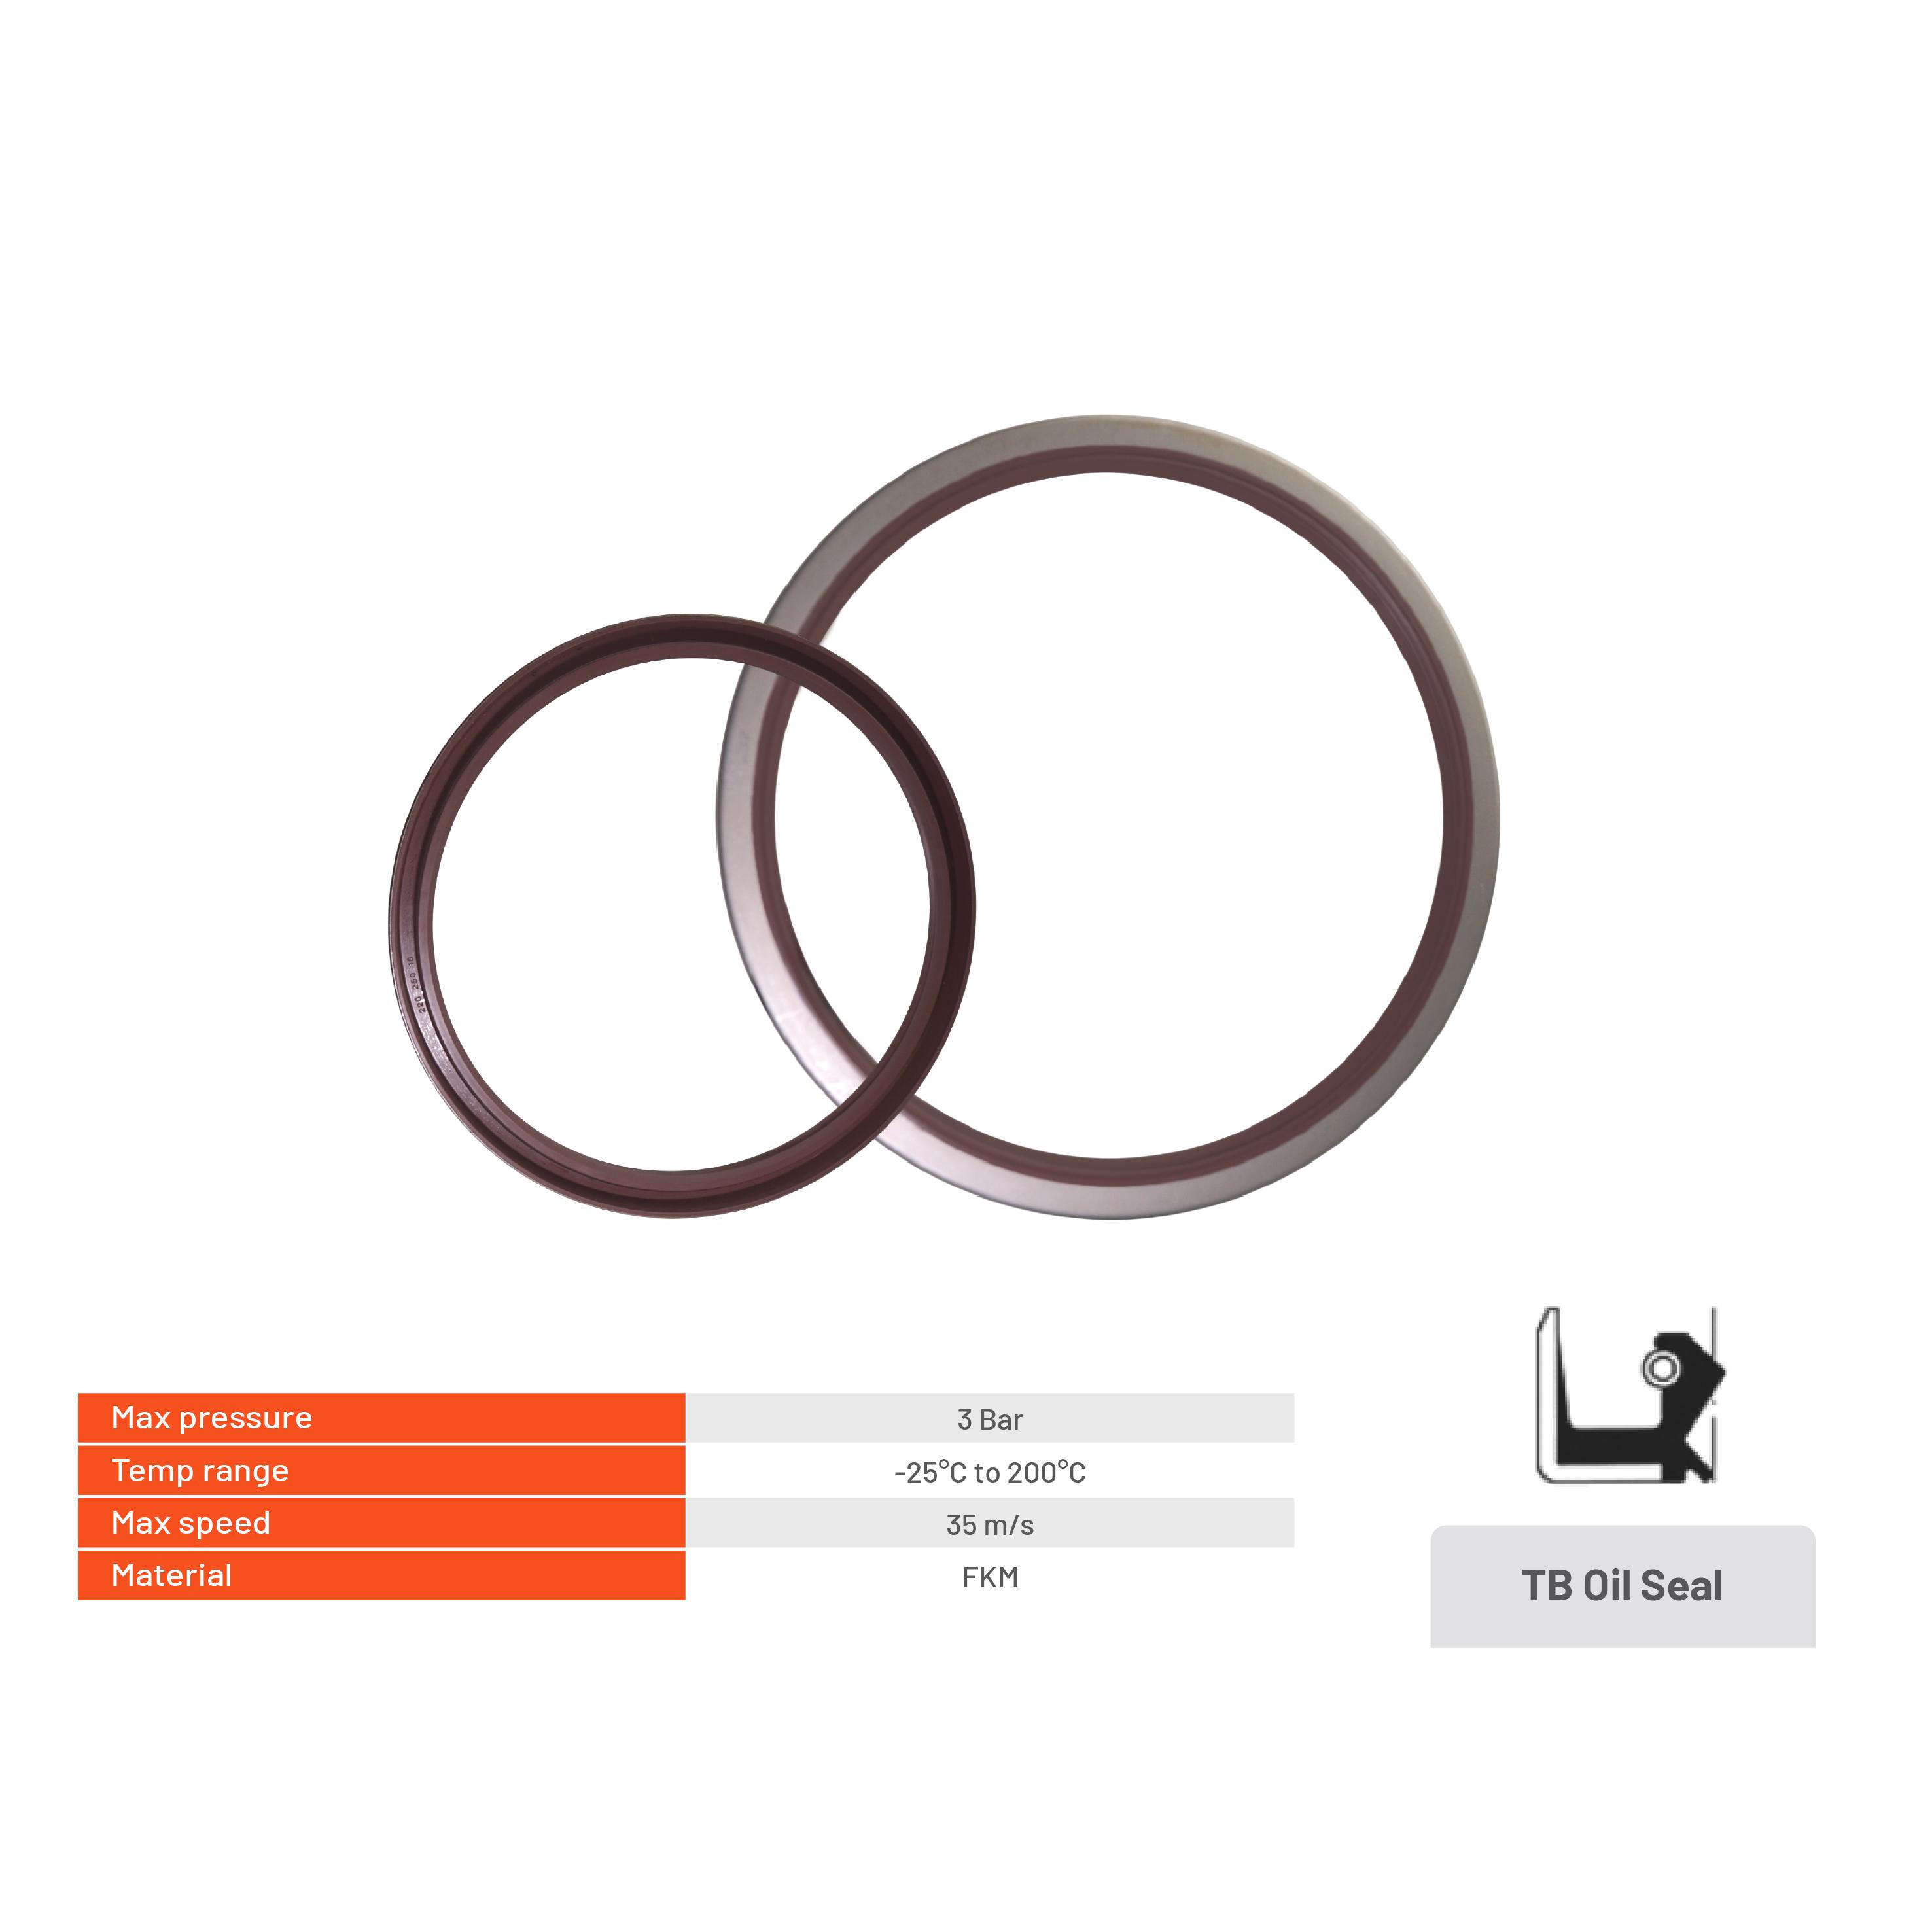 220 250 15
Max pressure 3 Bar
Temp range -25°C to 200°C
Max speed 35 m/s
Material FKM
TB Oil Seal